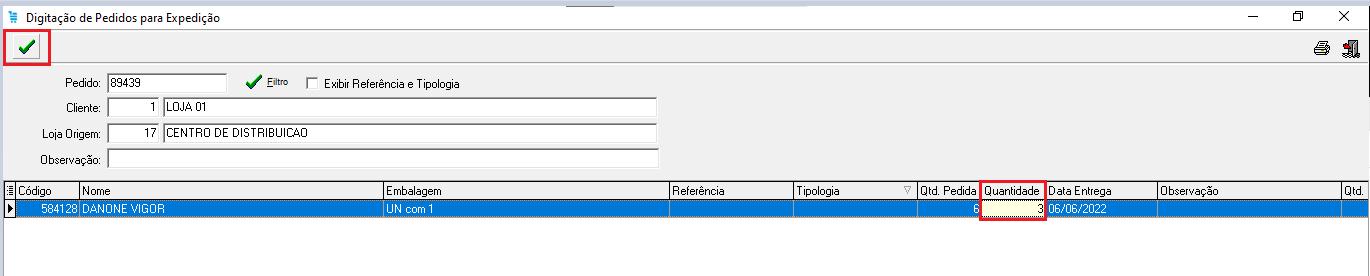 Digitação de Pedidos para Expedição
Pedido: 89439 Filtro Exibir Referência e Tipologia
Cliente: 1 LOJA 01
Loja Origem: 17 CENTRO DE DISTRIBUICAO
Observação:
Código Nome Embalagem Referência Tipologia Qtd. Pedida Quantidade Data Entrega Observação Qtd.
584128 DANONE VIGOR UN com 1 6 3 06/06/2022